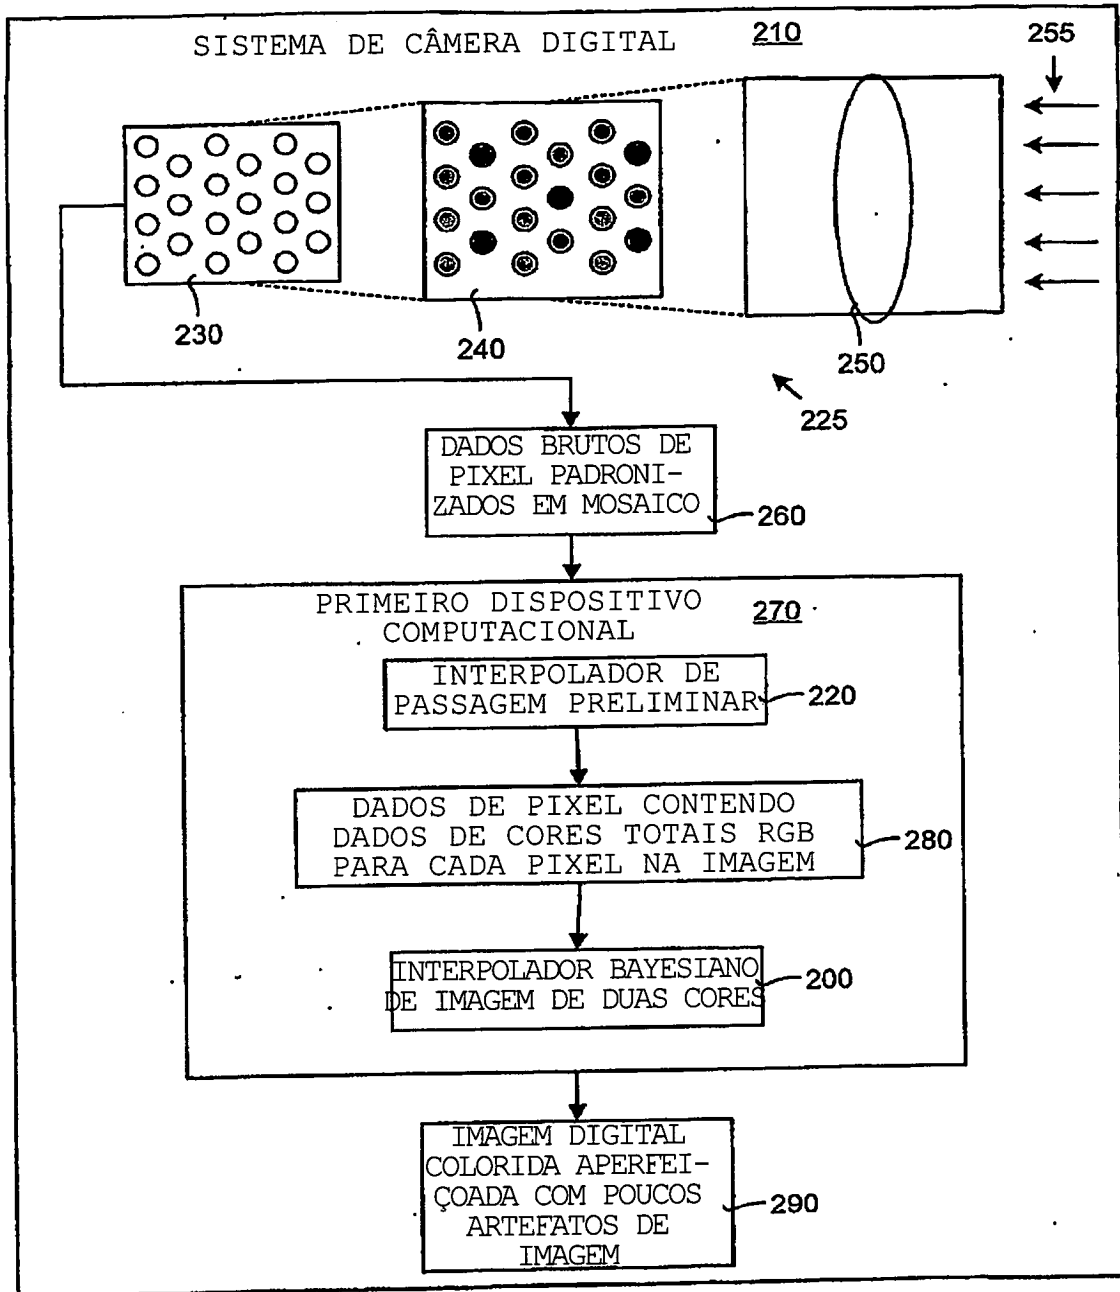 SISTEMA DE CÂMERA DIGITAL 210
255
230
240
250
225
DADOS BRUTOS DE
PIXEL PADRONI-
ZADOS EM MOSAICO
260
PRIMEIRO DISPOSITIVO
COMPUTACIONAL
270
INTERPOLADOR DE
PASSAGEM PRELIMINAR
220
DADOS DE PIXEL CONTENDO
DADOS DE CORES TOTAIS RGB
PARA CADA PIXEL NA IMAGEM
280
INTERPOLADOR BAYESIANO
DE IMAGEM DE DUAS CORES
200
IMAGEM DIGITAL
COLORIDA APERFEI-
ÇOADA COM POUCOS
ARTEFATOS DE
IMAGEM
290